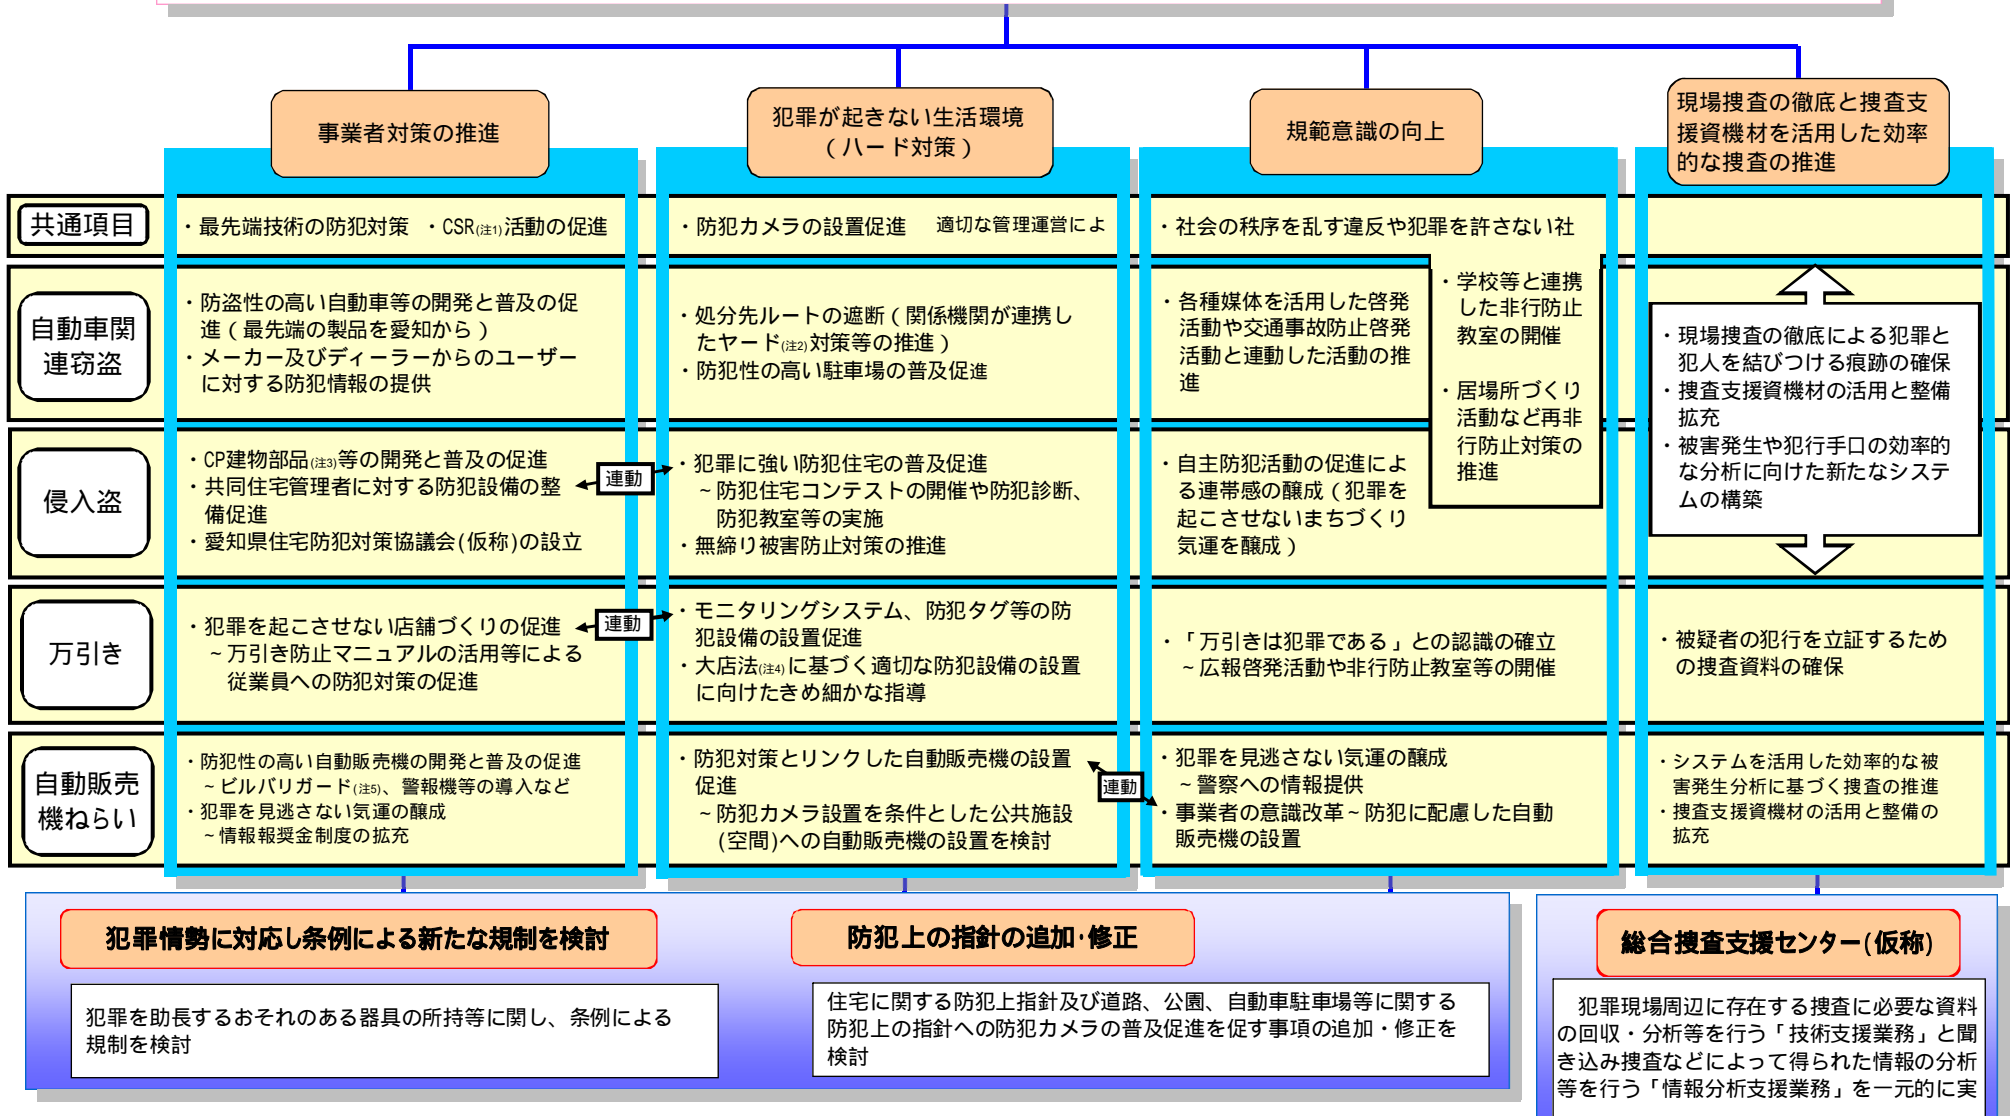 事業者対策の推進
犯罪が起きない生活環境
(ハード対策)
規範意識の向上
現場捜査の徹底と捜査支
援資機材を活用した効率
的な捜査の推進
共通項目
・最先端技術の防犯対策 ・CSR(注1)活動の促進
・防犯カメラの設置促進 適切な管理運営によ
・社会の秩序を乱す違反や犯罪を許さない社
自動車関
連窃盗
・防盗性の高い自動車等の開発と普及の促
進(最先端の製品を愛知から)
・メーカー及びディーラーからのユーザー
に対する防犯情報の提供
・処分先ルートの遮断(関係機関が連携し
たヤード(注2)対策等の推進)
・防犯性の高い駐車場の普及促進
・各種媒体を活用した啓発
活動や交通事故防止啓発
活動と連動した活動の推
進
・学校等と連携
した非行防止
教室の開催
・居場所づくり
活動など再非
行防止対策の
推進
・現場捜査の徹底による犯罪と
犯人を結びつける痕跡の確保
・捜査支援資機材の活用と整備
拡充
・被害発生や犯行手口の効率的
な分析に向けた新たなシステ
ムの構築
侵入盗
・CP建物部品(注3)等の開発と普及の促進
・共同住宅管理者に対する防犯設備の整
備促進
・愛知県住宅防犯対策協議会(仮称)の設立
連動
・犯罪に強い防犯住宅の普及促進
~防犯住宅コンテストの開催や防犯診断、
防犯教室等の実施
・無締り被害防止対策の推進
・自主防犯活動の促進によ
る連帯感の醸成(犯罪を
起こさせないまちづくり
気運を醸成)
万引き
・犯罪を起こさせない店舗づくりの促進
~万引き防止マニュアルの活用等による
従業員への防犯対策の促進
連動
・モニタリングシステム、防犯タグ等の防
犯設備の設置促進
・大店法(注4)に基づく適切な防犯設備の設置
に向けたきめ細かな指導
・「万引きは犯罪である」との認識の確立
~広報啓発活動や非行防止教室等の開催
・被疑者の犯行を立証するため
の捜査資料の確保
自動販売
機ねらい
・防犯性の高い自動販売機の開発と普及の促進
~ビルバリガード(注5)、警報機等の導入など
・犯罪を見逃さない気運の醸成
~情報報奨金制度の拡充
・防犯対策とリンクした自動販売機の設置
促進
~防犯カメラ設置を条件とした公共施設
(空間)への自動販売機の設置を検討
連動
・犯罪を見逃さない気運の醸成
~警察への情報提供
・事業者の意識改革~防犯に配慮した自動
販売機の設置
・システムを活用した効率的な被
害発生分析に基づく捜査の推進
・捜査支援資機材の活用と整備の
拡充
犯罪情勢に対応し条例による新たな規制を検討
犯罪を助長するおそれのある器具の所持等に関し、条例による
規制を検討
防犯上の指針の追加・修正
住宅に関する防犯上指針及び道路、公園、自動車駐車場等に関する
防犯上の指針への防犯カメラの普及促進を促す事項の追加・修正を
検討
総合捜査支援センター(仮称)
犯罪現場周辺に存在する捜査に必要な資料
の回収・分析等を行う「技術支援業務」と聞
き込み捜査などによって得られた情報の分析
等を行う「情報分析支援業務」を一元的に実